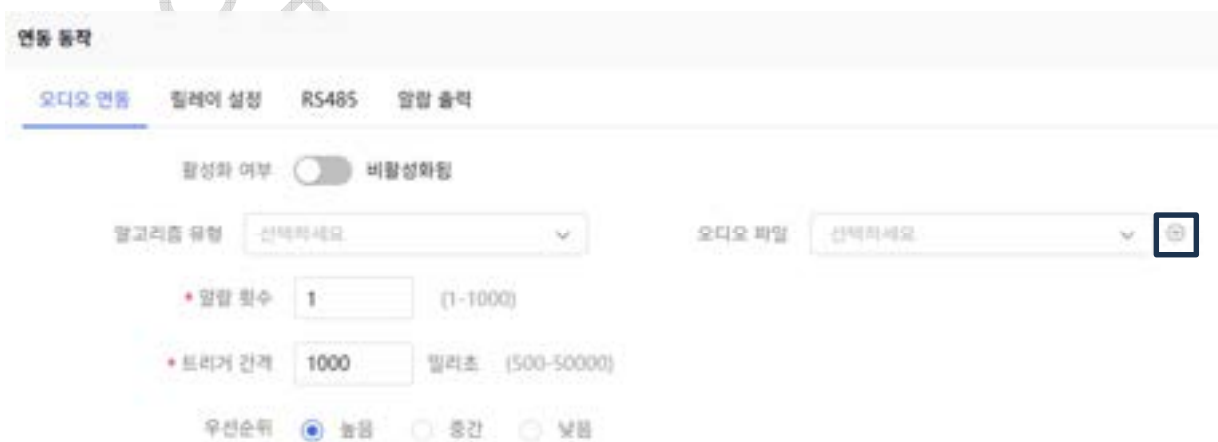 연동 동작
오디오 연동 릴레이 설정 RS485 알람 출력
활성화 여부 비활성화됨
알고리즘 유형 선택하세요 오디오 파일 선택하세요
* 알람 횟수 1 (1-1000)
* 트리거 간격 1000 밀리초 (500-50000)
우선순위 높음 중간 낮음